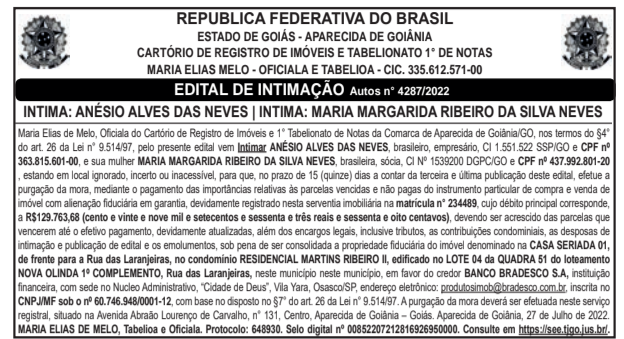 REPUBLICA FEDERATIVA DO BRASIL
ESTADO DE GOIÁS - APARECIDA DE GOIÂNIA
CARTÓRIO DE REGISTRO DE IMÓVEIS E TABELIONATO 1° DE NOTAS
MARIA ELIAS MELO - OFICIALA E TABELIOA - CIC. 335.612.571-00
EDITAL DE INTIMAÇÃO Autos n° 4287/2022
INTIMA: ANÉSIO ALVES DAS NEVES | INTIMA: MARIA MARGARIDA RIBEIRO DA SILVA NEVES
Maria Elias de Melo, Oficiala do Cartório de Registro de Imóveis e 1° Tabelionato de Notas da Comarca de Aparecida de Goiânia/GO, nos termos do §4°
do art. 26 da Lei n° 9.514/97, pelo presente edital vem Intimar ANÉSIO ALVES DAS NEVES, brasileiro, empresário, CI 1.551.522 SSP/GO e CPF nº
363.815.601-00, e sua mulher MARIA MARGARIDA RIBEIRO DA SILVA NEVES, brasileira, sócia, CI Nº 1539200 DGPC/GO e CPF nº 437.992.801-20
, estando em local ignorado, incerto ou inacessível, para que, no prazo de 15 (quinze) dias a contar da terceira e última publicação deste edital, efetue a
purgação da mora, mediante o pagamento das importâncias relativas às parcelas vencidas e não pagas do instrumento particular de compra e venda de
imóvel com alienação fiduciária em garantia, devidamente registrado nesta serventia imobiliária na matrícula n° 234489, cujo débito principal corresponde,
a R$129.763,68 (cento e vinte e nove mil e setecentos e sessenta e três reais e sessenta e oito centavos), devendo ser acrescido das parcelas que
vencerem até o efetivo pagamento, devidamente atualizadas, além dos encargos legais, inclusive tributos, as contribuições condominiais, as desposas de
intimação e publicação de edital e os emolumentos, sob pena de ser consolidada a propriedade fiduciária do imóvel denominado na CASA SERIADA 01,
de frente para a Rua das Laranjeiras, no condomínio RESIDENCIAL MARTINS RIBEIRO II, edificado no LOTE 04 da QUADRA 51 do loteamento
NOVA OLINDA 1º COMPLEMENTO, Rua das Laranjeiras, neste município neste município, em favor do credor BANCO BRADESCO S.A, instituição
financeira, com sede no Nucleo Administrativo, "Cidade de Deus", Vila Yara, Osasco/SP, endereço eletrônico: produtosimob@bradesco.com.br, inscrita no
CNPJ/MF sob o nº 60.746.948/0001-12, com base no disposto no §7° do art. 26 da Lei n° 9.514/97. A purgação da mora deverá ser efetuada neste serviço
registral, situado na Avenida Abraão Lourenço de Carvalho, n° 131, Centro, Aparecida de Goiânia – Goiás. Aparecida de Goiânia, 27 de Julho de 2022.
MARIA ELIAS DE MELO, Tabelioa e Oficiala. Protocolo: 648930. Selo digital nº 00852207212816926950000. Consulte em https://see.tjgo.jus.br/.